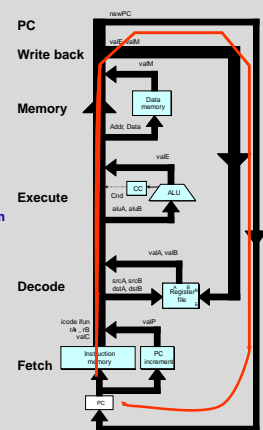 newPC
PC
valE, valM
Write back
valM
Data
memory
Memory
Addr, Data
valE
CC
ALU
Execute
Cnd
aluA, aluB
m
valA, valB
A B
Register
file
M
E
srcA, srcB
dstA, dstB
Decode
icode ifun
rA , rB
valC
valP
Instruction
memory
PC
increment
Fetch
PC